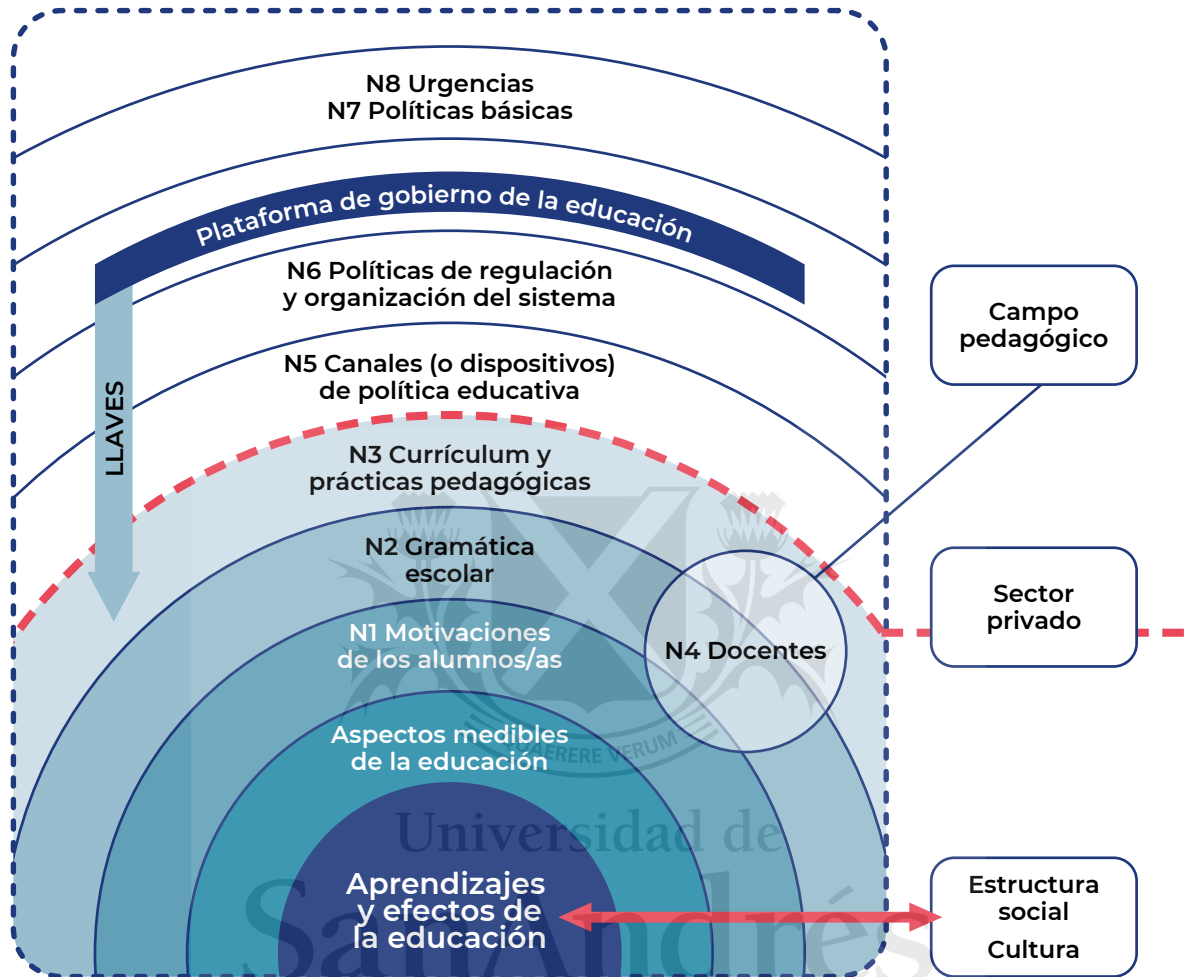 N8 Urgencias
N7 Políticas básicas
Plataforma de gobierno de la educación
N6 Políticas de regulación
y organización del sistema
Campo
pedagógico
N5 Canales (o dispositivos)
de política educativa
LLAVES
N3 Currículum y
prácticas pedagógicas
N2 Gramática
escolar
Sector
privado
N1 Motivaciones
de los alumnos/as
N4 Docentes
Aspectos medibles
de la educación
QUAERERE VERUM
Universidad de
SanAndrés
Aprendizajes
y efectos de
la educación
Estructura
social
Cultura